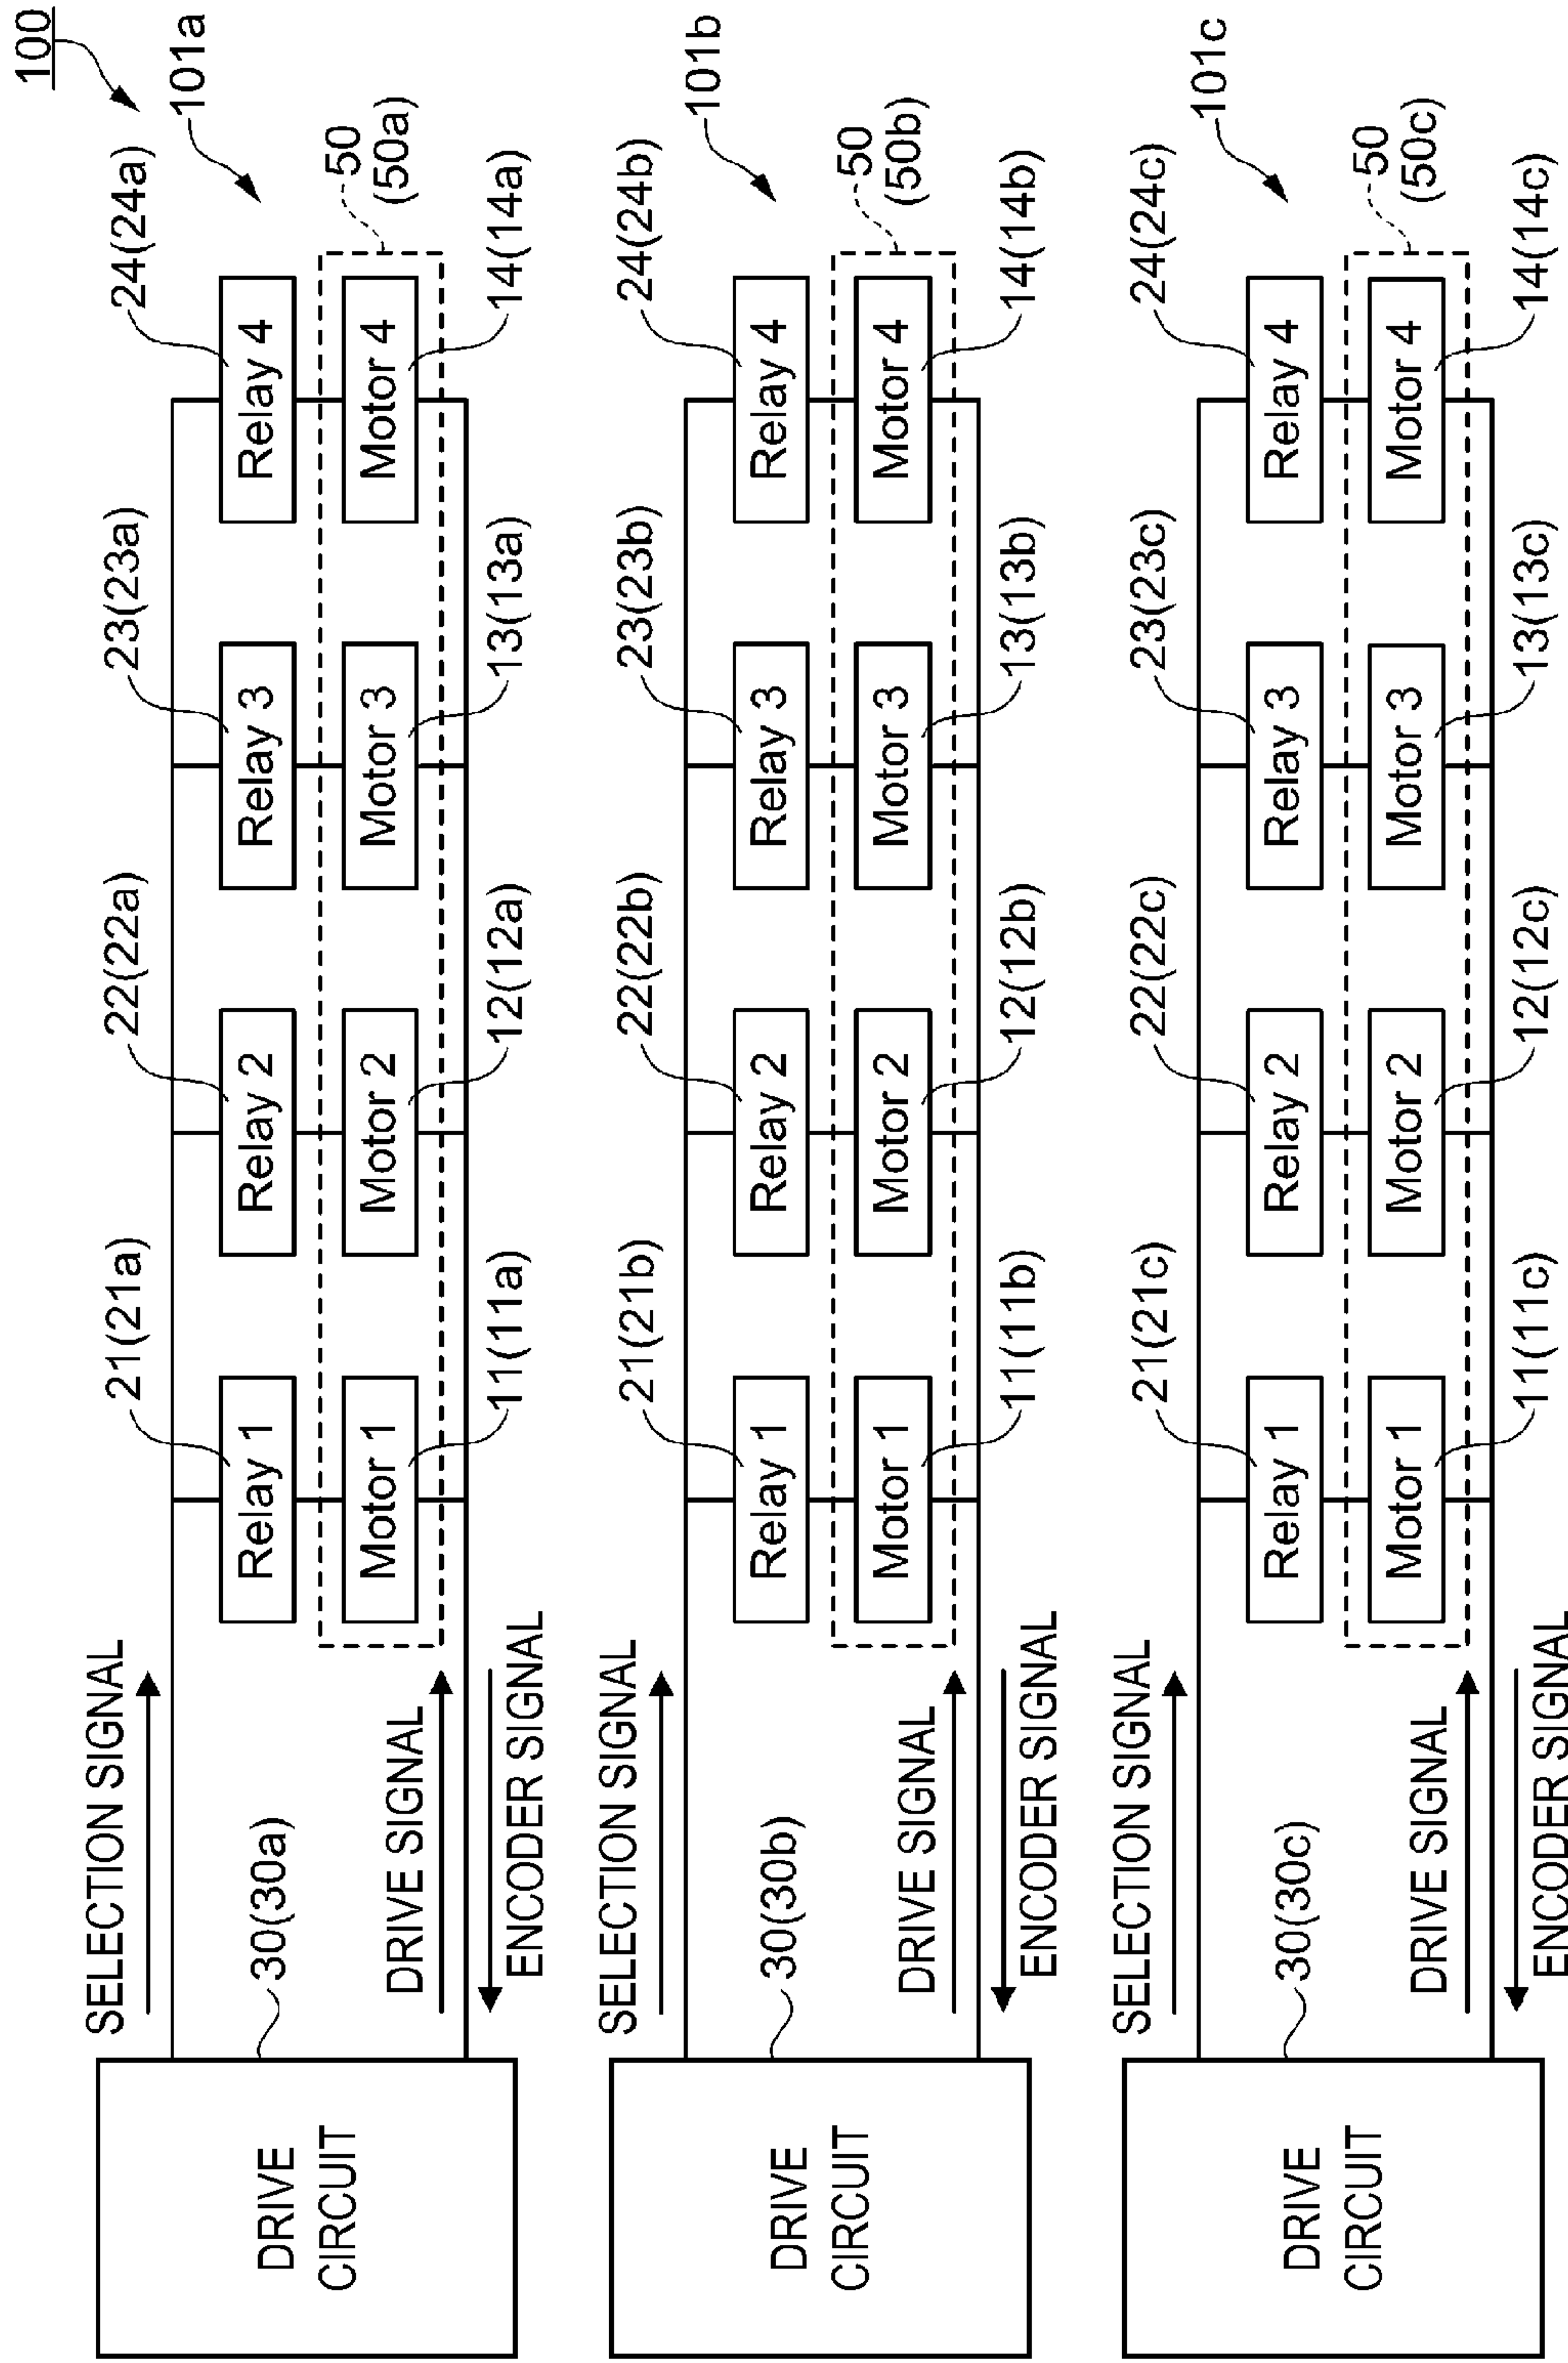 100
101a
SELECTION SIGNAL
21(21a)
22(22a)
23(23a)
24(24a)
Relay 1
Relay 2
Relay 3
Relay 4
50
(50a)
30(30a)
DRIVE
CIRCUIT
Motor 1
Motor 2
Motor 3
Motor 4
DRIVE SIGNAL
ENCODER SIGNAL
11(11a)
12(12a)
13(13a)
14(14a)
101b
SELECTION SIGNAL
21(21b)
22(22b)
23(23b)
24(24b)
Relay 1
Relay 2
Relay 3
Relay 4
50
(50b)
30(30b)
DRIVE
CIRCUIT
Motor 1
Motor 2
Motor 3
Motor 4
DRIVE SIGNAL
ENCODER SIGNAL
11(11b)
12(12b)
13(13b)
14(14b)
101c
SELECTION SIGNAL
21(21c)
22(22c)
23(23c)
24(24c)
Relay 1
Relay 2
Relay 3
Relay 4
50
(50c)
30(30c)
DRIVE
CIRCUIT
Motor 1
Motor 2
Motor 3
Motor 4
DRIVE SIGNAL
ENCODER SIGNAL
11(11c)
12(12c)
13(13c)
14(14c)